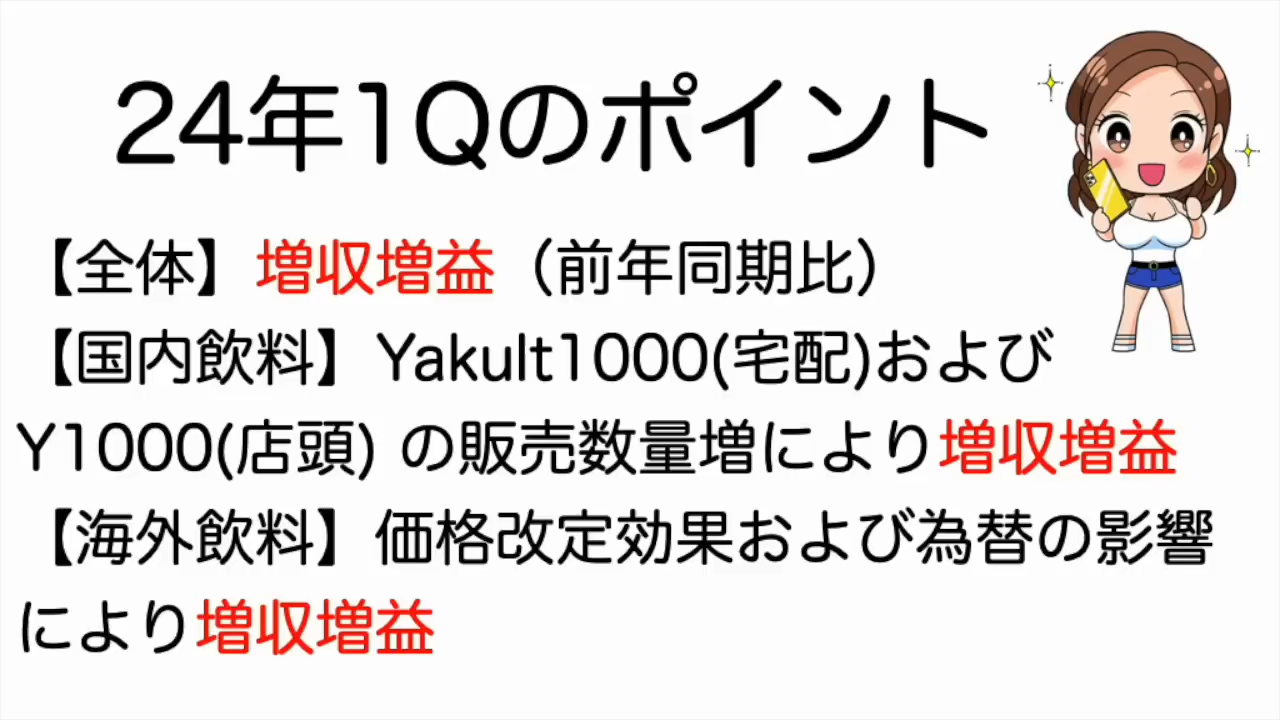 24年1Qのポイント
【全体】増収増益（前年同期比）
【国内飲料】Yakult1000(宅配)および
Y1000(店頭) の販売数量増により増収増益
【海外飲料】価格改定効果および為替の影響
により増収増益